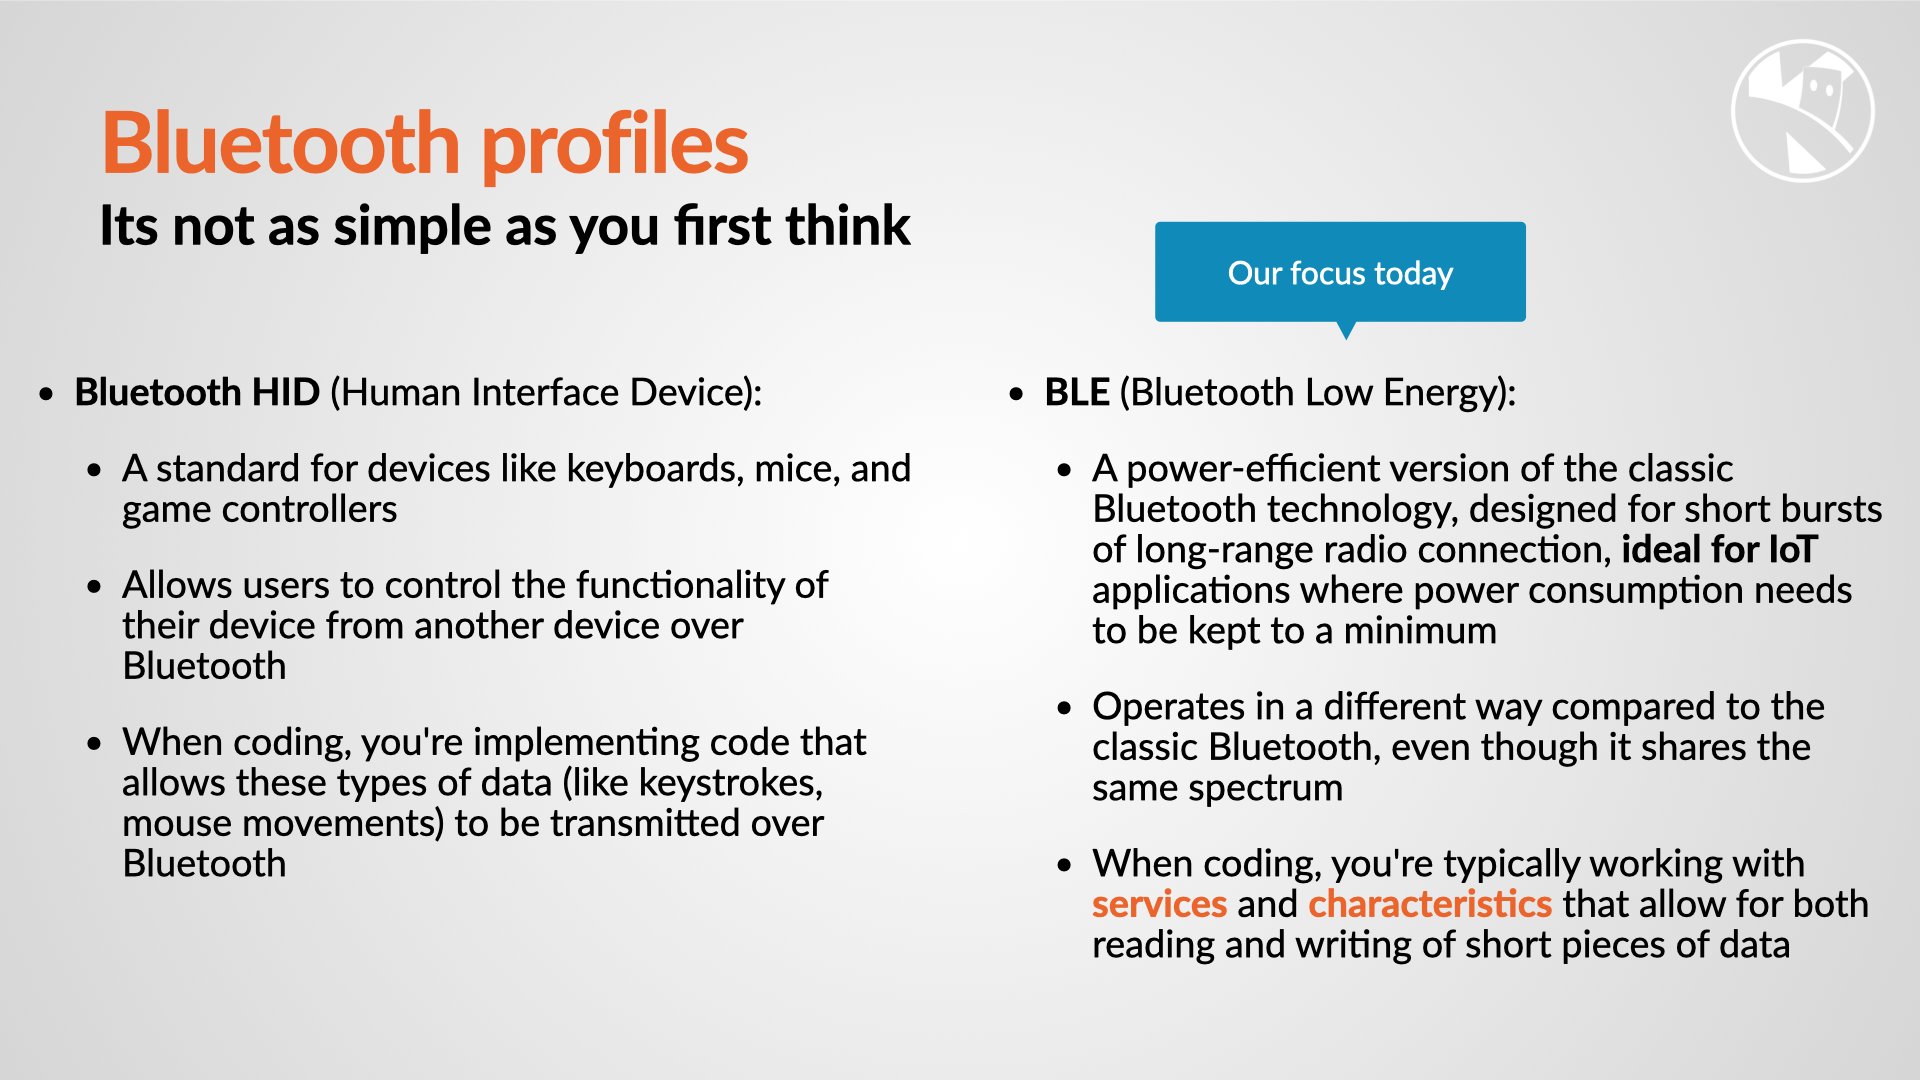 Bluetooth profiles
Its not as simple as you first think
Our focus today
• Bluetooth HID (Human Interface Device):
• A standard for devices like keyboards, mice, and
game controllers
• Allows users to control the functionality of
their device from another device over
Bluetooth
• When coding, you're implementing code that
allows these types of data (like keystrokes,
mouse movements) to be transmitted over
Bluetooth
• BLE (Bluetooth Low Energy):
• A power-efficient version of the classic
Bluetooth technology, designed for short bursts
of long-range radio connection, ideal for IoT
applications where power consumption needs
to be kept to a minimum
• Operates in a different way compared to the
classic Bluetooth, even though it shares the
same spectrum
• When coding, you're typically working with
services and characteristics that allow for both
reading and writing of short pieces of data